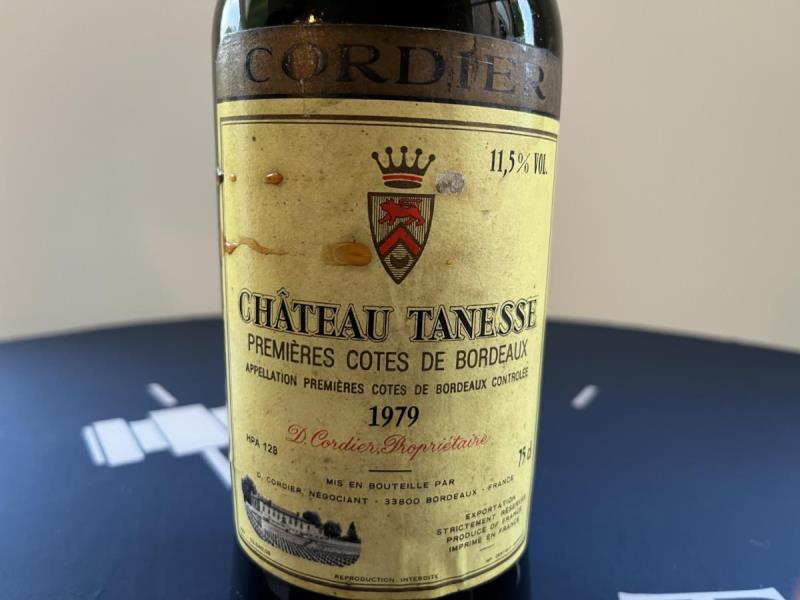 CORDIER
11,5% VOL.
CHÂTEAU TANESSE
PREMIÈRES COTES DE BORDEAUX
APPELLATION PREMIÈRES COTES DE BORDEAUX CONTROLÉE
1979
HPA 128
D. Cordier, Propriétaire
75 cl
MIS EN BOUTEILLE PAR
D. CORDIER, NÉGOCIANT - 33800 BORDEAUX - FRANCE
EXPORTATION
STRICTEMENT RÉSERVÉE
PRODUCE OF FRANCE
IMPRIMÉ EN FRANCE
REPRODUCTION INTERDITE